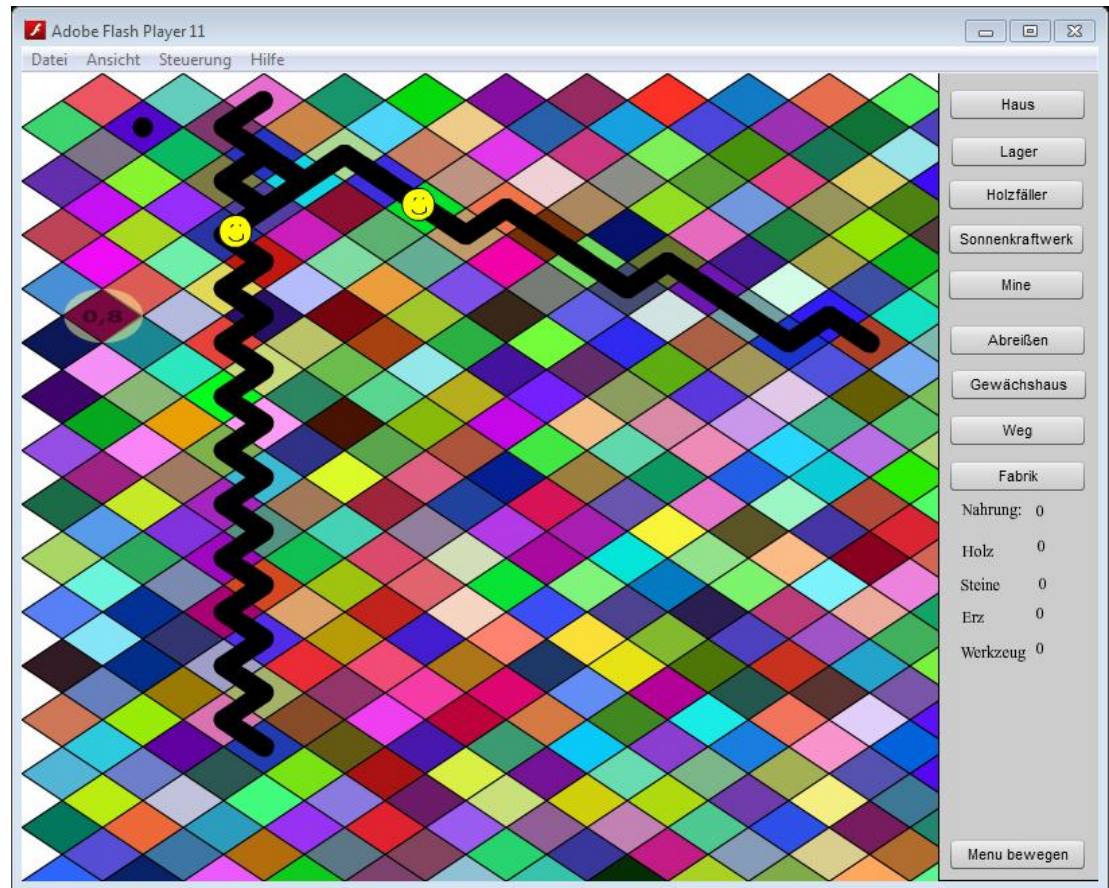 Adobe Flash Player 11
Datei Ansicht Steuerung Hilfe
0,8
Haus
Lager
Holzfäller
Sonnenkraftwerk
Mine
Abreißen
Gewächshaus
Weg
Fabrik
Nahrung: 0
Holz 0
Steine 0
Erz 0
Werkzeug 0
Menu bewegen